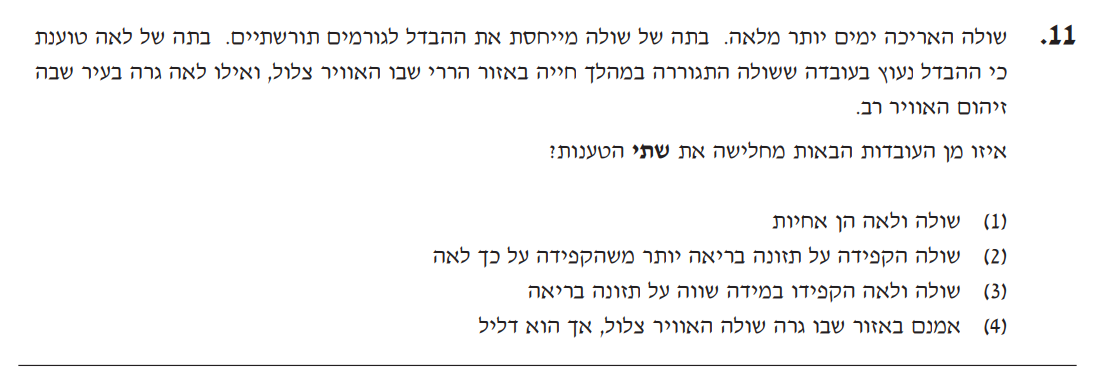 11. שולה האריכה ימים יותר מלאה. בתה של שולה מייחסת את ההבדל לגורמים תורשתיים. בתה של לאה טוענת
כי ההבדל נעוץ בעובדה ששולה התגוררה במהלך חייה באזור הררי שבו האוויר צלול, ואילו לאה גרה בעיר שבה
זיהום האוויר רב.
איזו מן העובדות הבאות מחלישה את שתי הטענות?
(1) שולה ולאה הן אחיות
(2) שולה הקפידה על תזונה בריאה יותר משהקפידה על כך לאה
(3) שולה ולאה הקפידו במידה שווה על תזונה בריאה
(4) אמנם באזור שבו גרה שולה האוויר צלול, אך הוא דליל